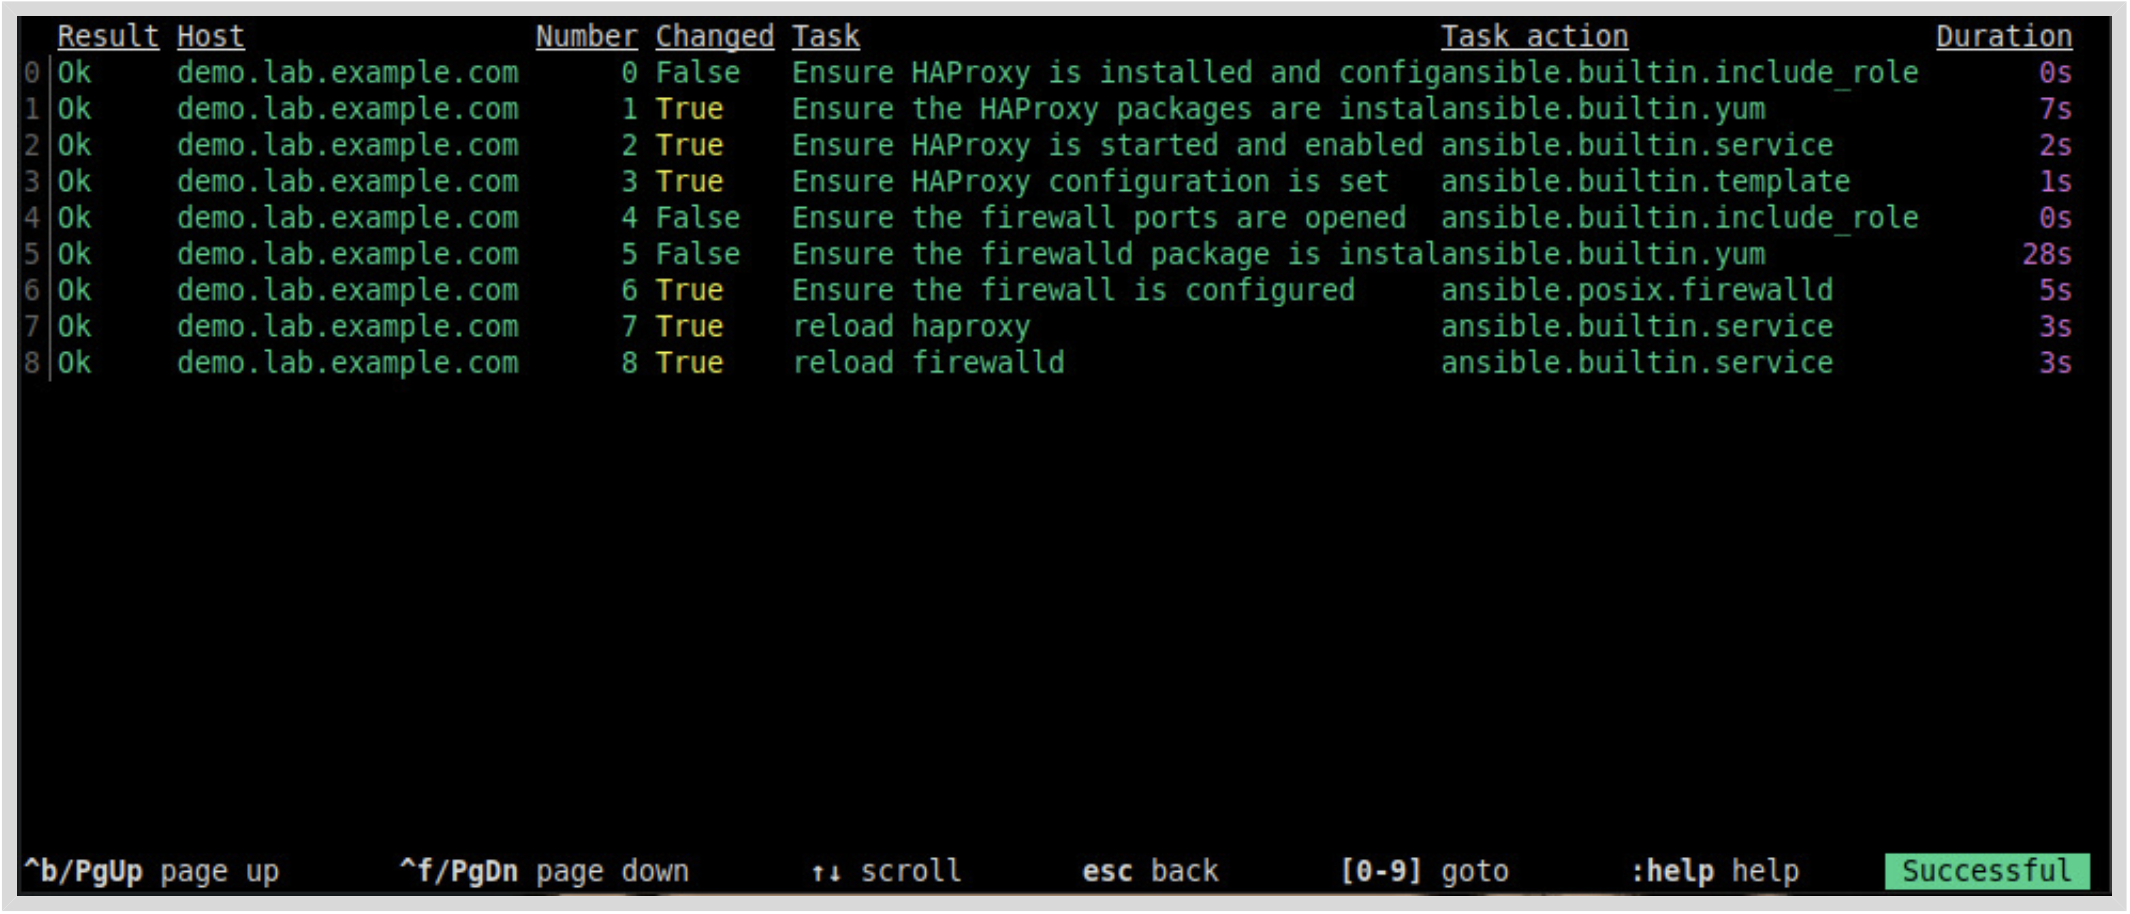 Result Host Number Changed Task Task action Duration
0|Ok demo.lab.example.com 0 False Ensure HAProxy is installed and configansible.builtin.include_role 0s
1|Ok demo.lab.example.com 1 True Ensure the HAProxy packages are instalansible.builtin.yum 7s
2|Ok demo.lab.example.com 2 True Ensure HAProxy is started and enabled ansible.builtin.service 2s
3|Ok demo.lab.example.com 3 True Ensure HAProxy configuration is set ansible.builtin.template 1s
4|Ok demo.lab.example.com 4 False Ensure the firewall ports are opened ansible.builtin.include_role 0s
5|Ok demo.lab.example.com 5 False Ensure the firewalld package is instalansible.builtin.yum 28s
6|Ok demo.lab.example.com 6 True Ensure the firewall is configured ansible.posix.firewalld 5s
7|Ok demo.lab.example.com 7 True reload haproxy ansible.builtin.service 3s
8|Ok demo.lab.example.com 8 True reload firewalld ansible.builtin.service 3s
^b/PgUp page up ^f/PgDn page down ↑↓ scroll esc back [0-9] goto :help help Successful